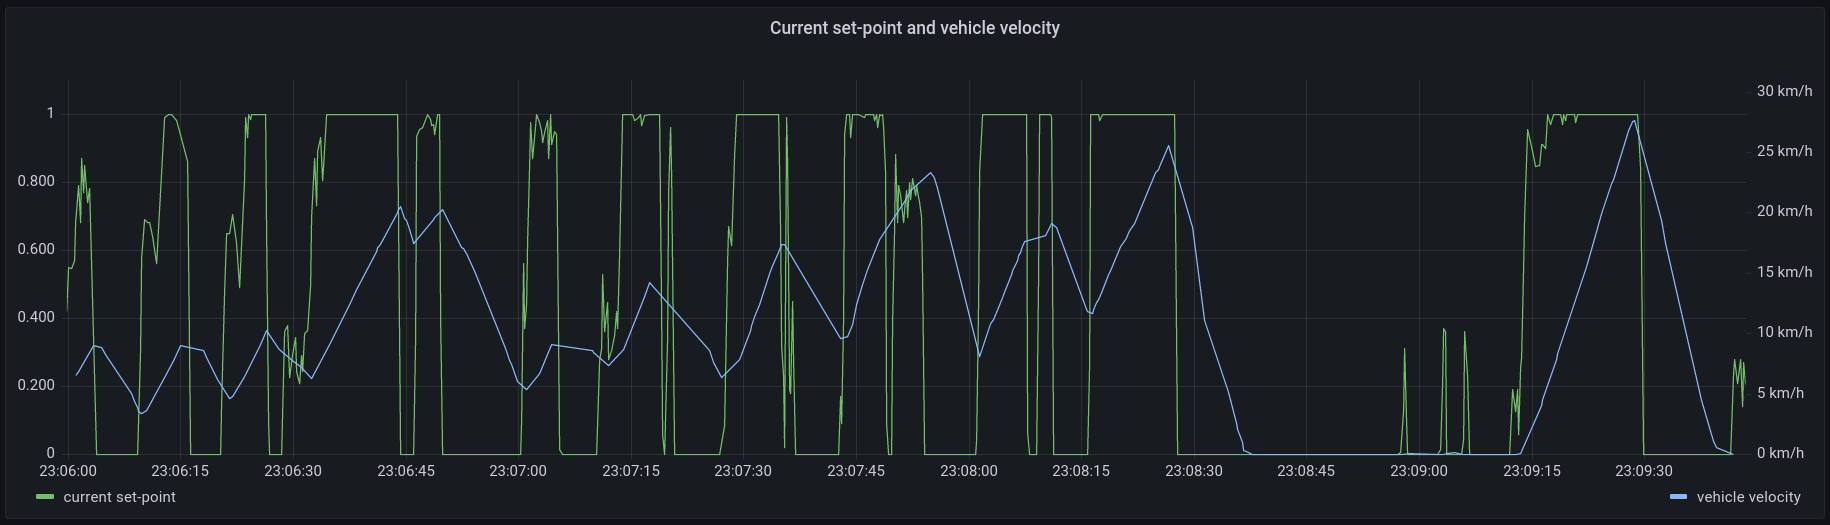 Current set-point and vehicle velocity
1
0.800
0.600
0.400
0.200
0
30 km/h
25 km/h
20 km/h
15 km/h
10 km/h
5 km/h
0 km/h
23:06:00 23:06:15 23:06:30 23:06:45 23:07:00 23:07:15 23:07:30 23:07:45 23:08:00 23:08:15 23:08:30 23:08:45 23:09:00 23:09:15 23:09:30
current set-point
vehicle velocity